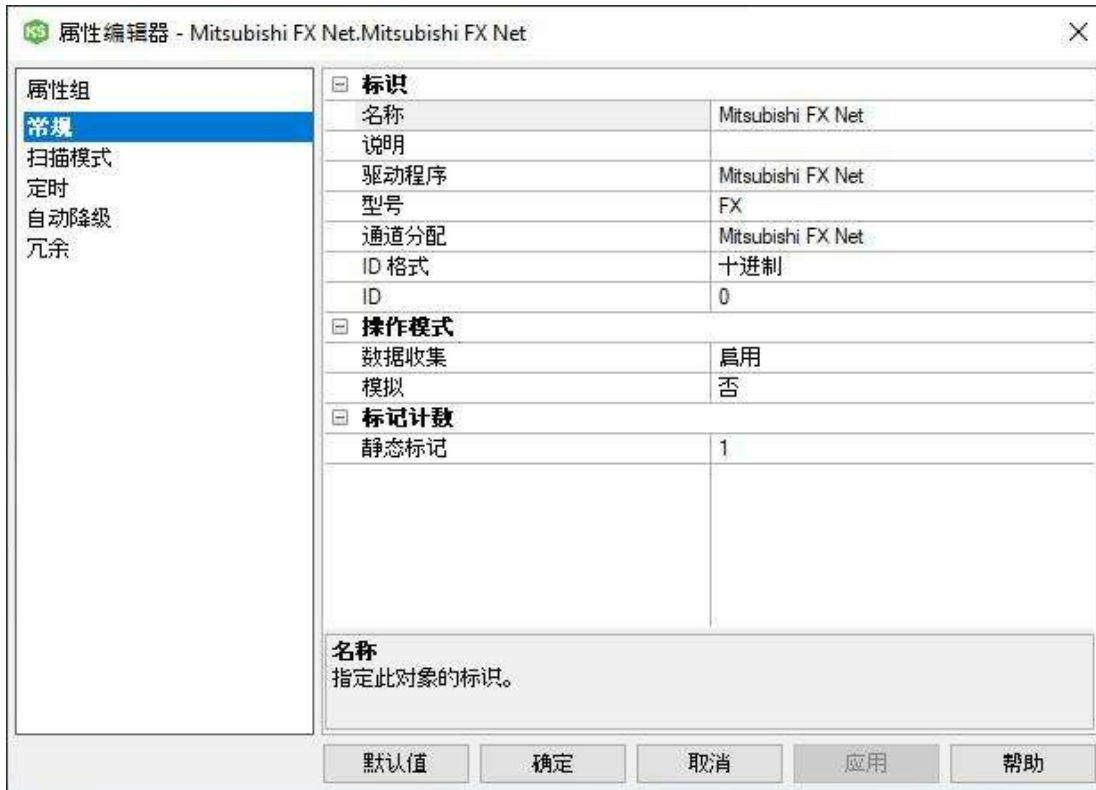 KS 属性编辑器 - Mitsubishi FX Net.Mitsubishi FX Net
属性组
常规
扫描模式
定时
自动降级
冗余
标识
名称 Mitsubishi FX Net
说明
驱动程序 Mitsubishi FX Net
型号 FX
通道分配 Mitsubishi FX Net
ID 格式 十进制
ID 0
操作模式
数据收集 启用
模拟 否
标记计数
静态标记 1
名称
指定此对象的标识。
默认值 确定 取消 应用 帮助